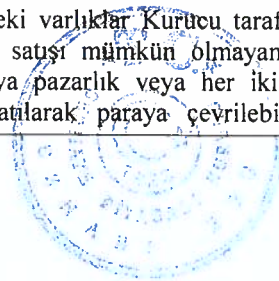 eki varlıklar Kurucu taraf
satışı mümkün olmayan
ya pazarlık veya her iki
atılarak paraya çevrilebi